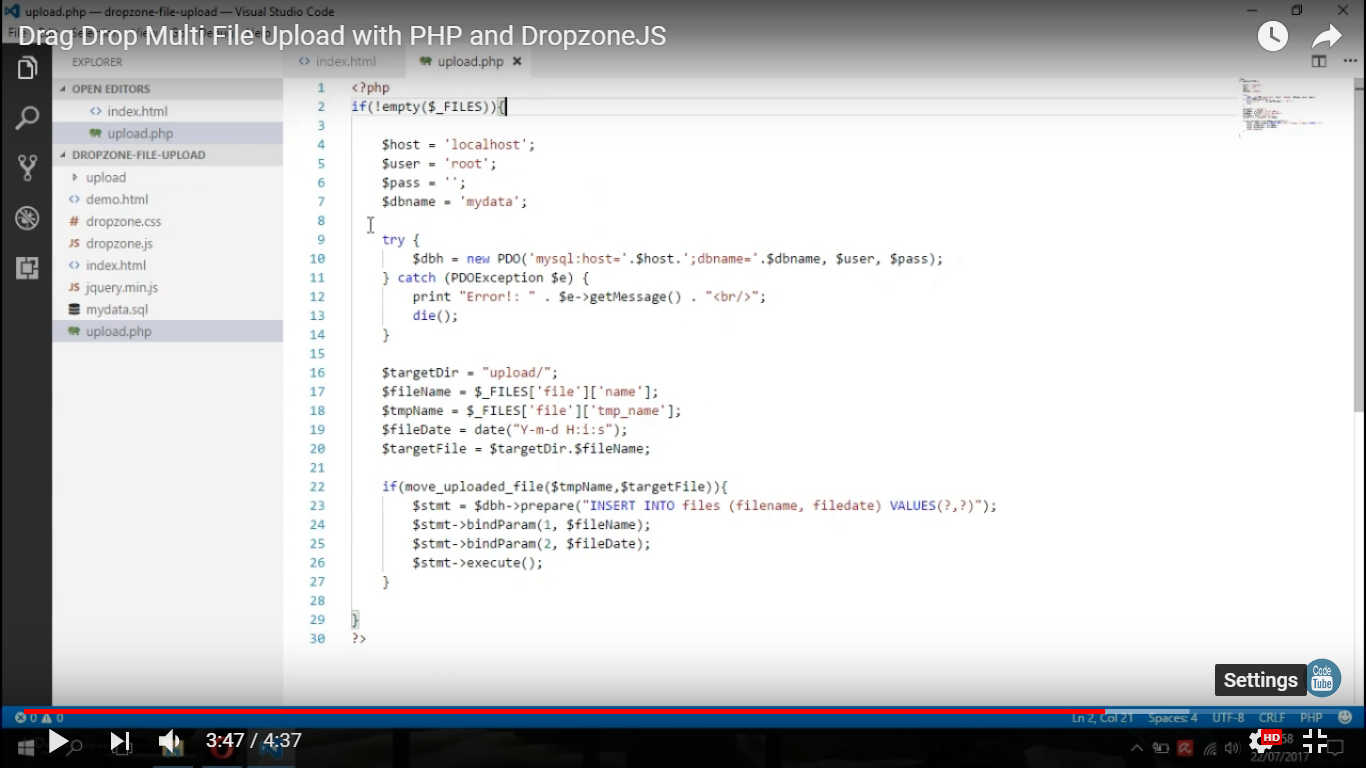 upload.php — dropzone-file-upload — Visual Studio Code
Drag Drop Multi File Upload with PHP and DropzoneJS
EXPLORER
index.html
upload.php
OPEN EDITORS
index.html
upload.php
DROPZONE-FILE-UPLOAD
upload
demo.html
dropzone.css
dropzone.js
index.html
jquery.min.js
mydata.sql
upload.php
1 <?php
2 if(!empty($_FILES)){
3
4 $host = 'localhost';
5 $user = 'root';
6 $pass = '';
7 $dbname = 'mydata';
8
9 try {
10 $dbh = new PDO('mysql:host='.$host.';dbname='.$dbname, $user, $pass);
11 } catch (PDOException $e) {
12 print "Error!: " . $e->getMessage() . "<br/>";
13 die();
14 }
15
16 $targetDir = "upload/";
17 $fileName = $_FILES['file']['name'];
18 $tmpName = $_FILES['file']['tmp_name'];
19 $fileDate = date("Y-m-d H:i:s");
20 $targetFile = $targetDir.$fileName;
21
22 if(move_uploaded_file($tmpName,$targetFile)){
23 $stmt = $dbh->prepare("INSERT INTO files (filename, filedate) VALUES(?,?)");
24 $stmt->bindParam(1, $fileName);
25 $stmt->bindParam(2, $fileDate);
26 $stmt->execute();
27 }
28
29 }
30 ?>
Settings
Code
Tube
0 0
Ln 2, Col 21 Spaces: 4 UTF-8 CRLF PHP
3:47 / 4:37
HD
22/07/2017